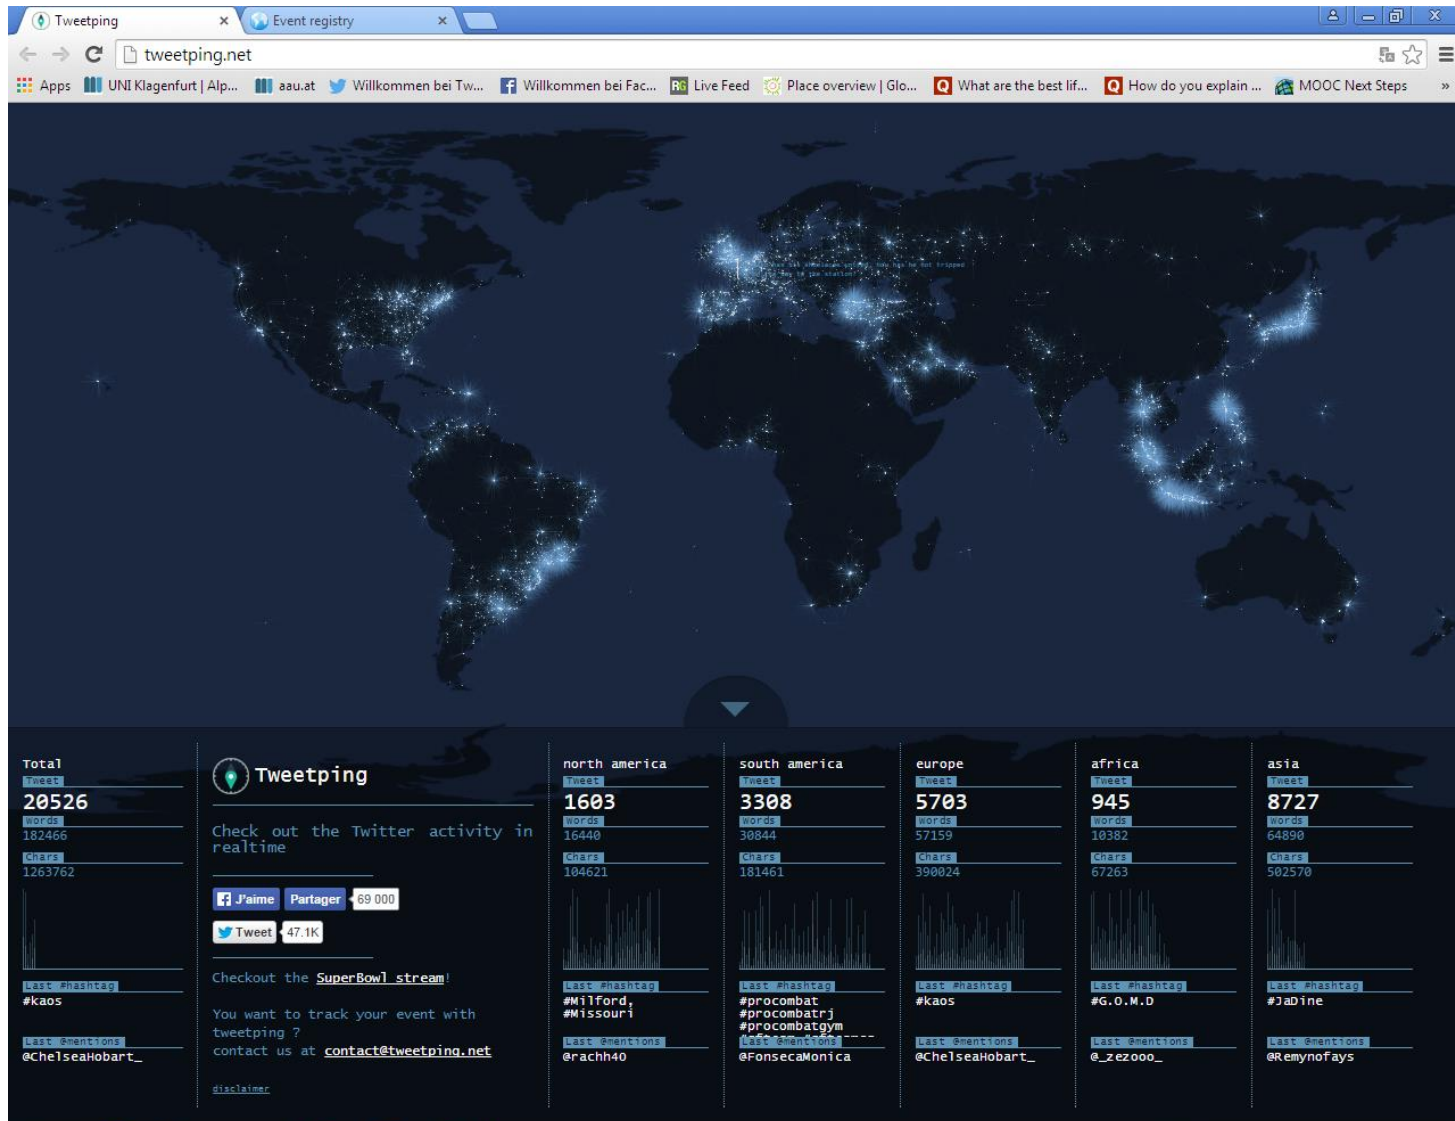 Tweetping
Event registry
tweetping.net
Apps
UNI Klagenfurt | Alp...
aau.at
Willkommen bei Tw...
Willkommen bei Fac...
RG
Live Feed
Place overview | Glo...
Q
What are the best lif...
Q
How do you explain ...
MOOC Next Steps
»
Total
Tweet
20526
words
182466
Chars
1263762
Last #hashtag
#kaos
Last @mentions
@ChelseaHobart_
Tweetping
Check out the Twitter activity in
realtime
J'aime
Partager
69 000
Tweet
47.1K
Checkout the SuperBowl stream!
You want to track your event with
tweetping ?
contact us at contact@tweetping.net
disclaimer
north america
Tweet
1603
words
16440
Chars
104621
Last #hashtag
#Milford,
#Missouri
Last @mentions
@rachh40
south america
Tweet
3308
words
30844
Chars
181461
Last #hashtag
#procombat
#procombatrj
#procombatgym
Last @mentions
@FonsecaMonica
europe
Tweet
5703
words
57159
Chars
390024
Last #hashtag
#kaos
Last @mentions
@ChelseaHobart_
africa
Tweet
945
words
10382
Chars
67263
Last #hashtag
#G.O.M.D
Last @mentions
@_zezooo_
asia
Tweet
8727
words
64890
Chars
502570
Last #hashtag
#JaDine
Last @mentions
@Remynofays